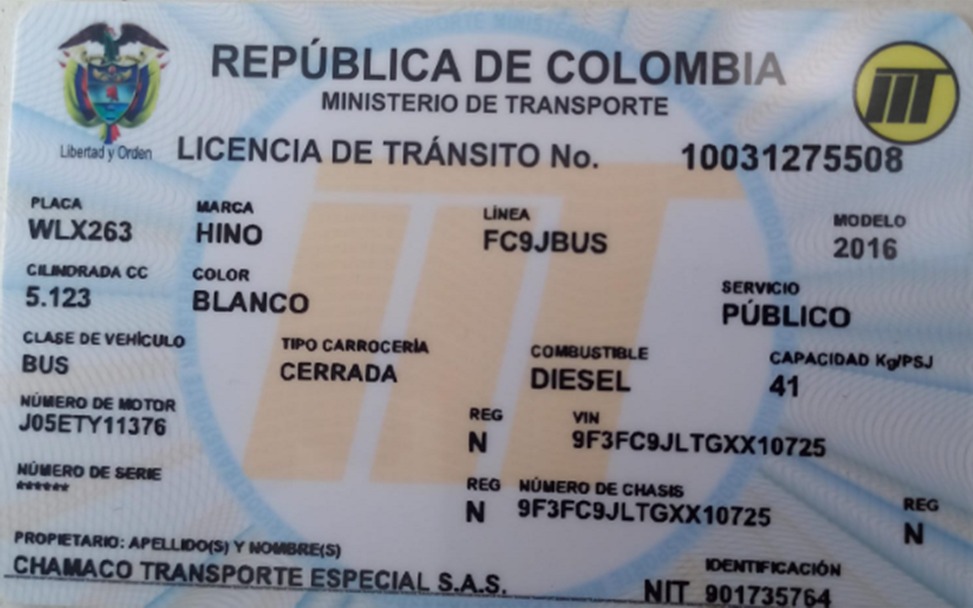 REPÚBLICA DE COLOMBIA
MINISTERIO DE TRANSPORTE
Libertad y Orden
LICENCIA DE TRÁNSITO No. 10031275508
PLACA MARCA LÍNEA MODELO
WLX263 HINO FC9JBUS 2016
CILINDRADA CC COLOR SERVICIO
5.123 BLANCO PÚBLICO
CLASE DE VEHÍCULO TIPO CARROCERÍA COMBUSTIBLE CAPACIDAD Kg/PSJ
BUS CERRADA DIESEL 41
NÚMERO DE MOTOR REG VIN
J05ETY11376 N 9F3FC9JLTGXX10725
NÚMERO DE SERIE REG NÚMERO DE CHASIS REG
****** N 9F3FC9JLTGXX10725 N
PROPIETARIO: APELLIDO(S) Y NOMBRE(S) IDENTIFICACIÓN
CHAMACO TRANSPORTE ESPECIAL S.A.S. NIT 901735764